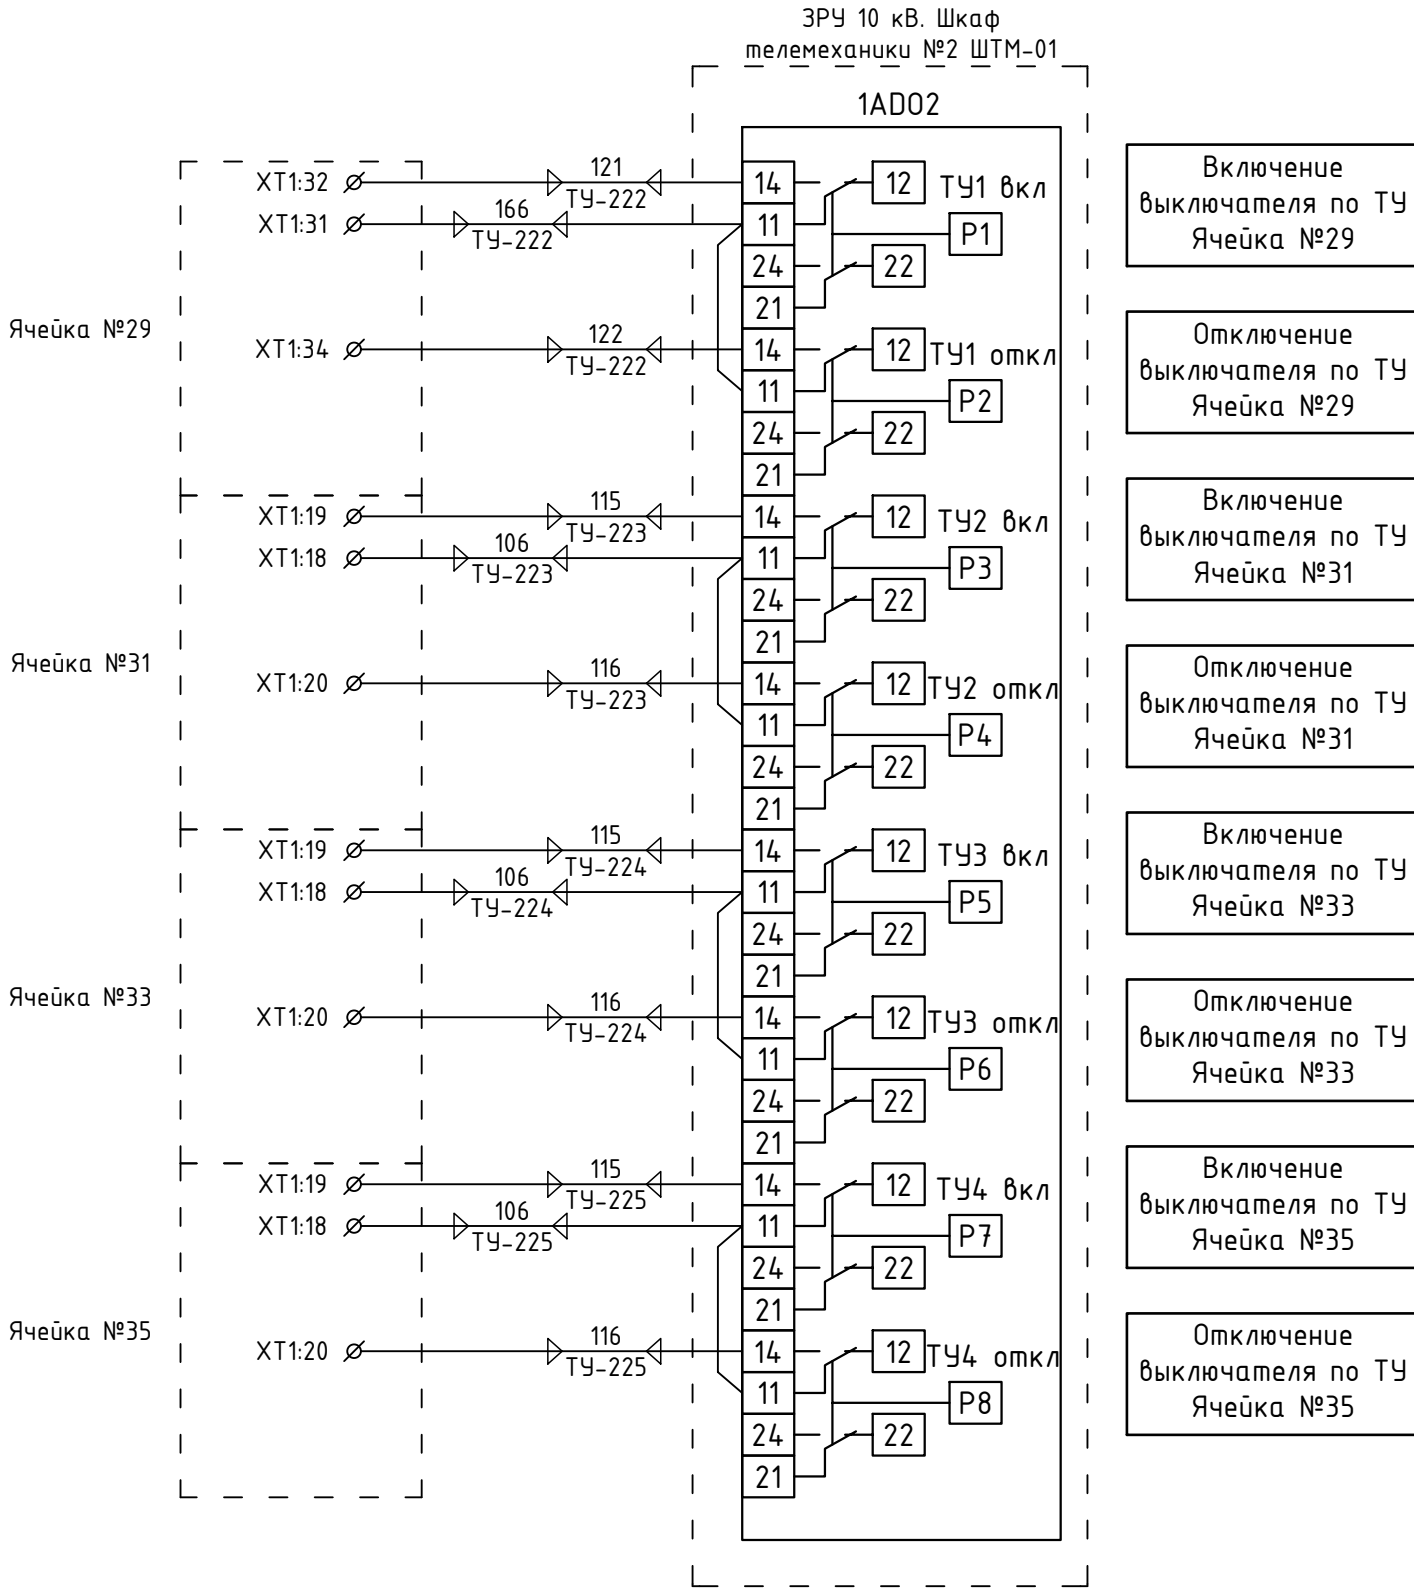 ЗРУ 10 кВ. Шкаф
телемеханики №2 ШТМ-01
1ADO2
Ячейка №29
XT1:32
121
ТУ-222
14
12
ТУ1 вкл
XT1:31
166
ТУ-222
11
P1
24
22
21
XT1:34
122
ТУ-222
14
12
ТУ1 откл
11
P2
24
22
21
Ячейка №31
XT1:19
115
ТУ-223
14
12
ТУ2 вкл
XT1:18
106
ТУ-223
11
P3
24
22
21
XT1:20
116
ТУ-223
14
12
ТУ2 откл
11
P4
24
22
21
Ячейка №33
XT1:19
115
ТУ-224
14
12
ТУ3 вкл
XT1:18
106
ТУ-224
11
P5
24
22
21
XT1:20
116
ТУ-224
14
12
ТУ3 откл
11
P6
24
22
21
Ячейка №35
XT1:19
115
ТУ-225
14
12
ТУ4 вкл
XT1:18
106
ТУ-225
11
P7
24
22
21
XT1:20
116
ТУ-225
14
12
ТУ4 откл
11
P8
24
22
21
Включение
выключателя по ТУ
Ячейка №29
Отключение
выключателя по ТУ
Ячейка №29
Включение
выключателя по ТУ
Ячейка №31
Отключение
выключателя по ТУ
Ячейка №31
Включение
выключателя по ТУ
Ячейка №33
Отключение
выключателя по ТУ
Ячейка №33
Включение
выключателя по ТУ
Ячейка №35
Отключение
выключателя по ТУ
Ячейка №35